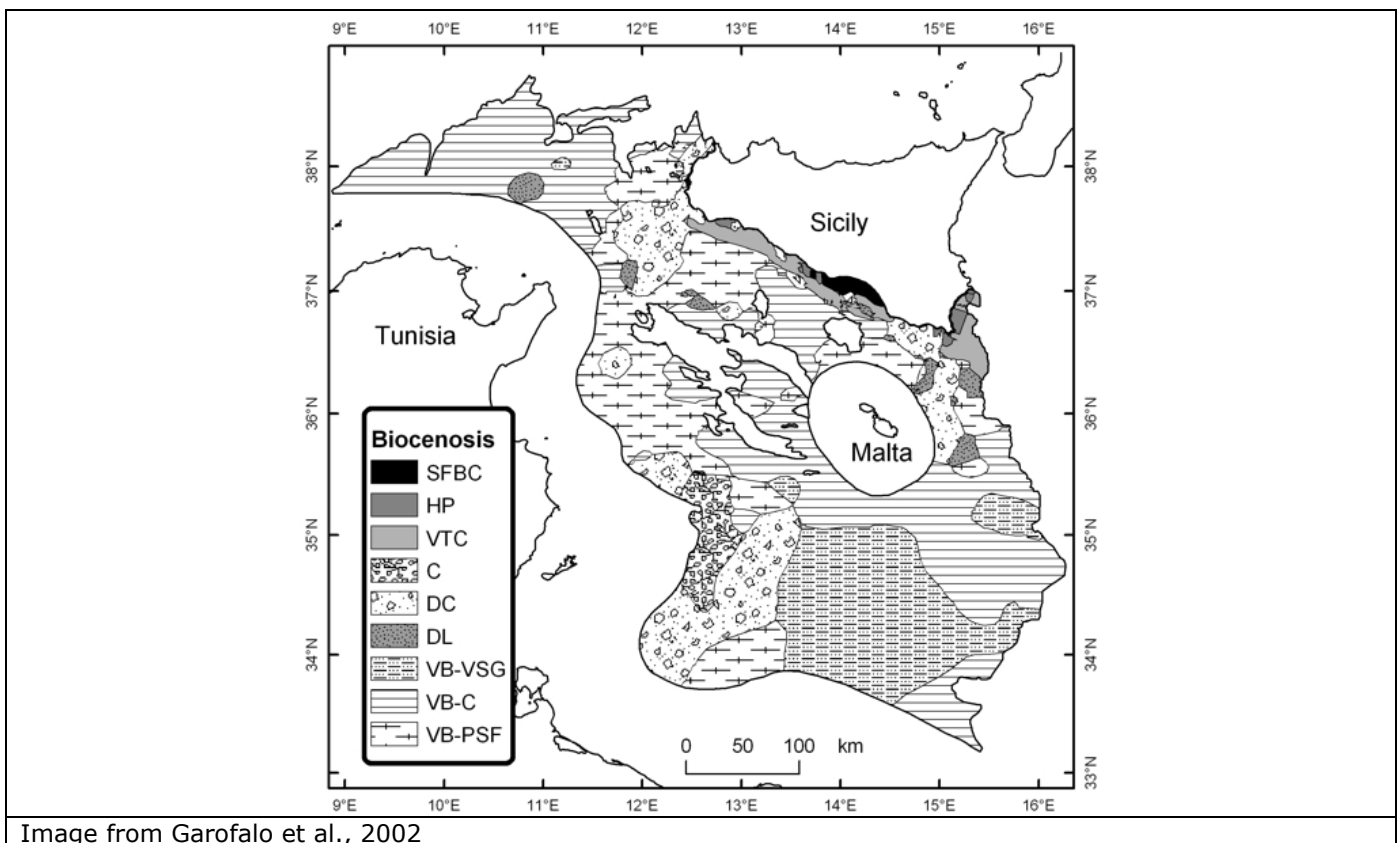 9°E 10°E 11°E 12°E 13°E 14°E 15°E 16°E
38°N 38°N
Sicily
37°N 37°N
Tunisia
36°N 36°N
Malta
Biocenosis
SFBC
HP
VTC
C
DC
DL
VB-VSG
VB-C
VB-PSF
35°N 35°N
34°N 34°N
0 50 100 km
33°N 33°N
9°E 10°E 11°E 12°E 13°E 14°E 15°E 16°E
Image from Garofalo et al., 2002